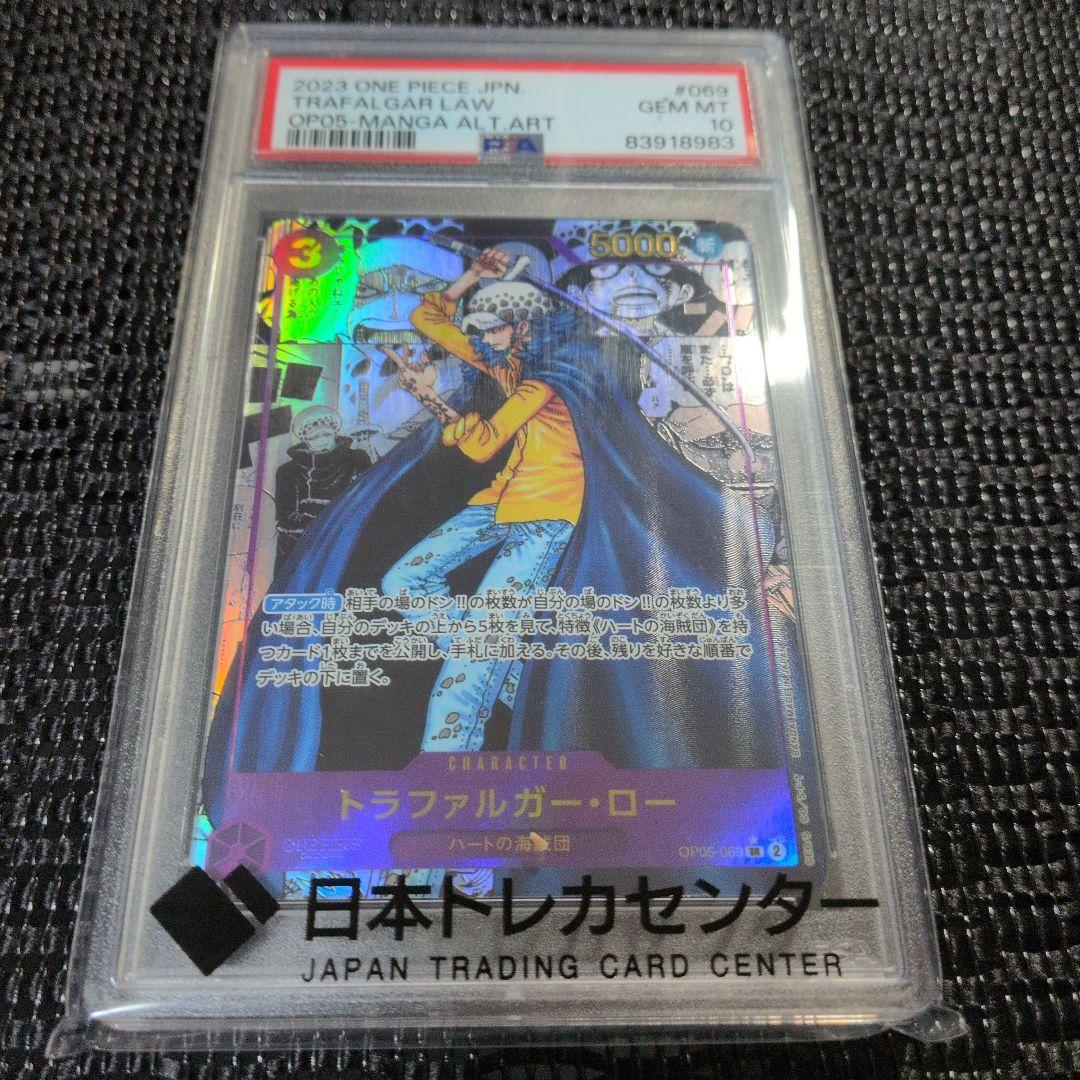 2023 ONE PIECE JPN. #069
TRAFALGAR LAW GEM MT
OP05-MANGA ALT ART 10
PSA 83918983
3
5000
斬
アタック時 相手の場のドン!!の枚数が自分の場のドン!!の枚数より多
い場合、自分のデッキの上から5枚を見て、特徴《ハートの海賊団》を持
つカード1枚までを公開し、手札に加える。その後、残りを好きな順番で
デッキの下に置く。
CHARACTER
トラファルガー・ロー
ハートの海賊団
OP05-069 SR 2
日本トレカセンター
JAPAN TRADING CARD CENTER